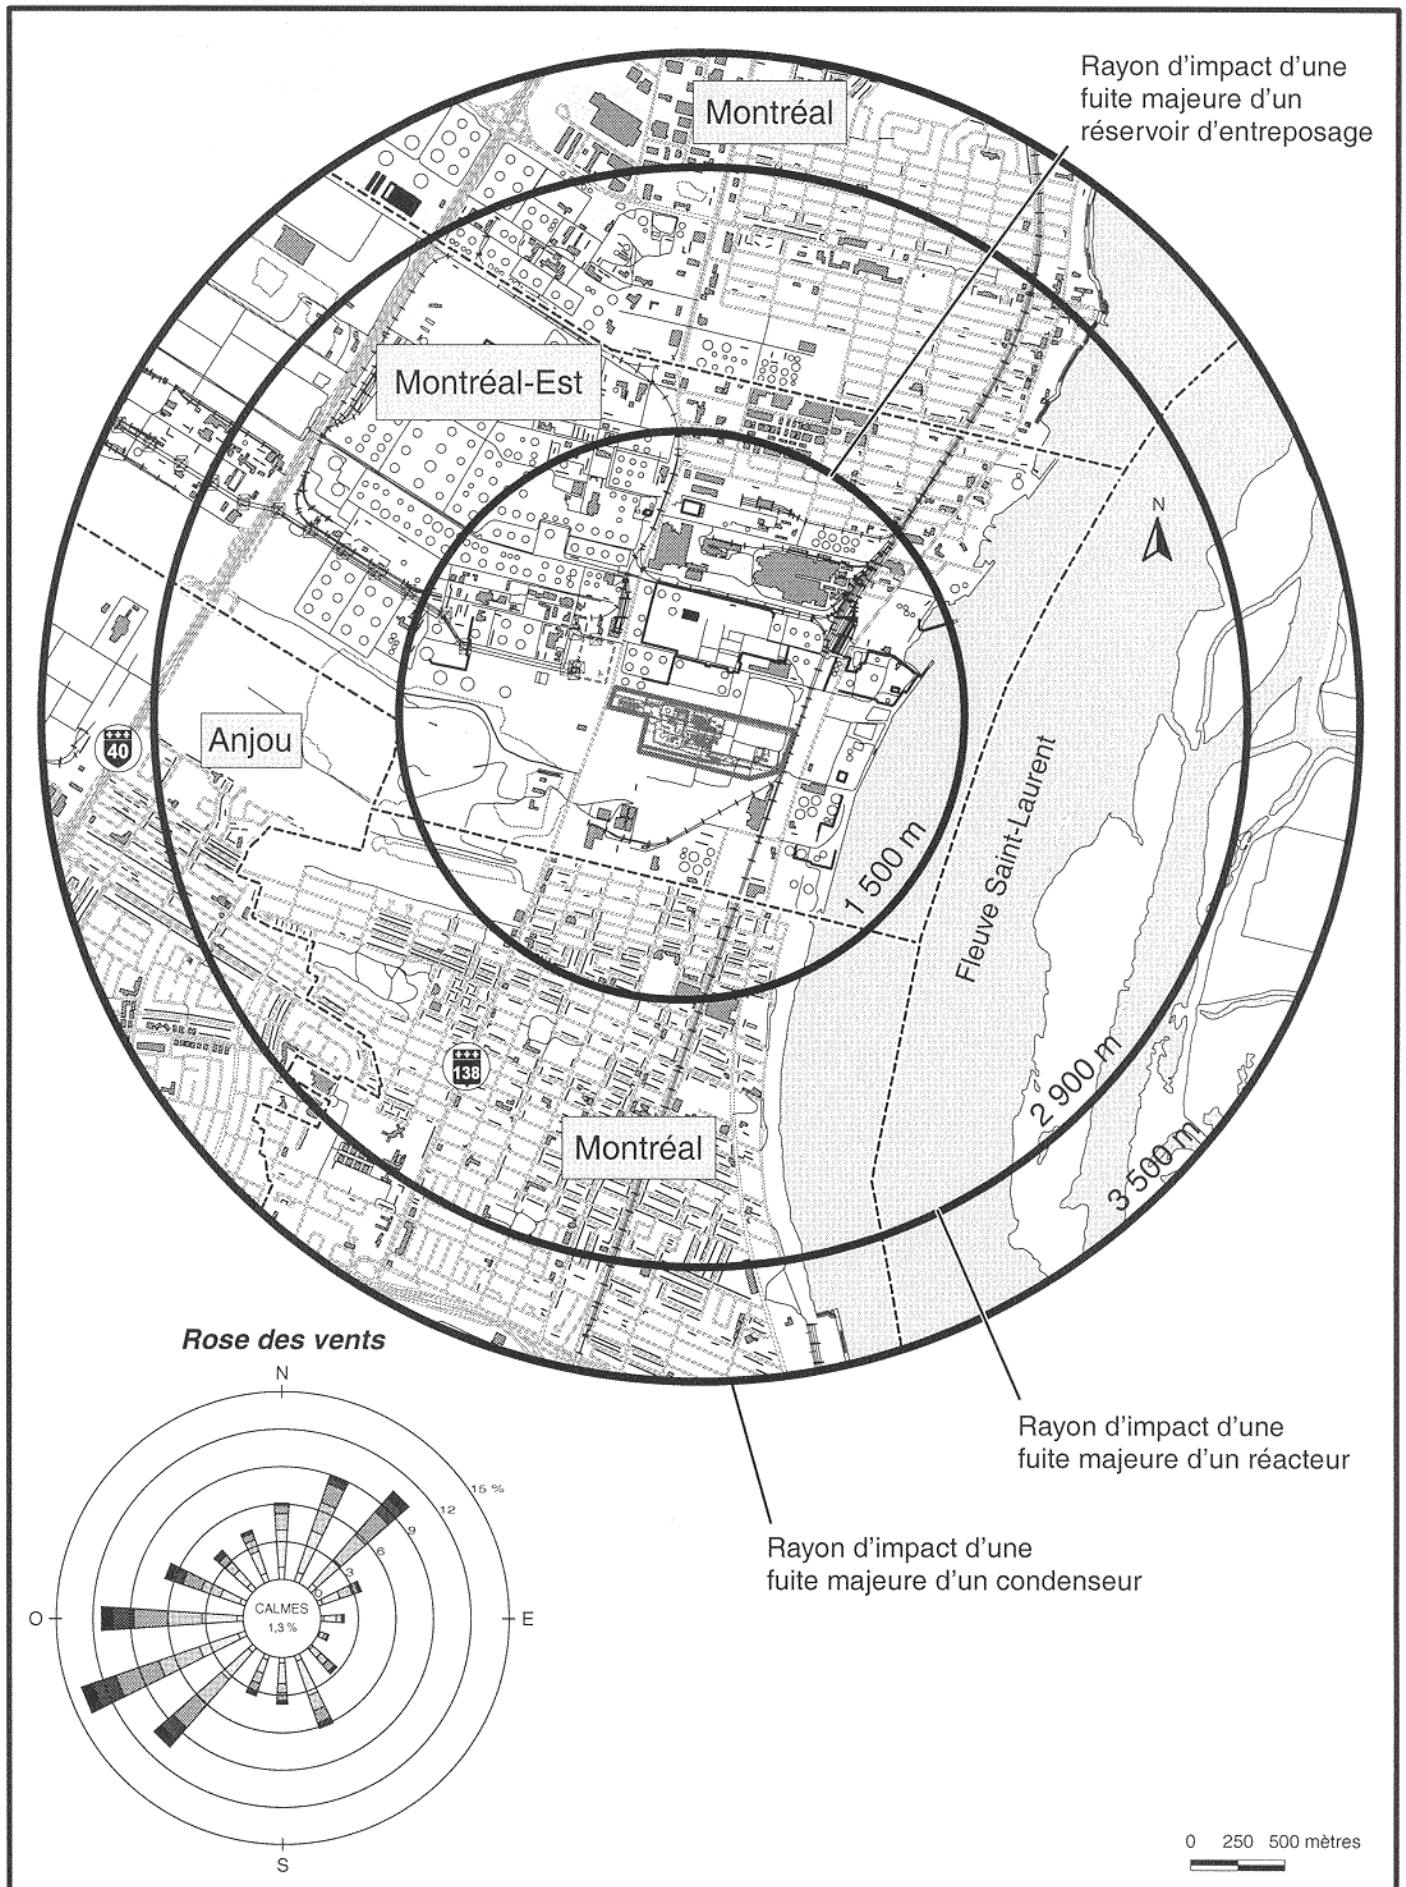 Rayon d'impact d'une
fuite majeure d'un
réservoir d'entreposage
Montréal
Montréal-Est
N
Anjou
40
Fleuve Saint-Laurent
1 500 m
2 900 m
3 500 m
138
Montréal
Rose des vents
N
15 %
12
9
6
3
0
CALMES
1,3 %
O
E
S
Rayon d'impact d'une
fuite majeure d'un réacteur
Rayon d'impact d'une
fuite majeure d'un condenseur
0 250 500 mètres